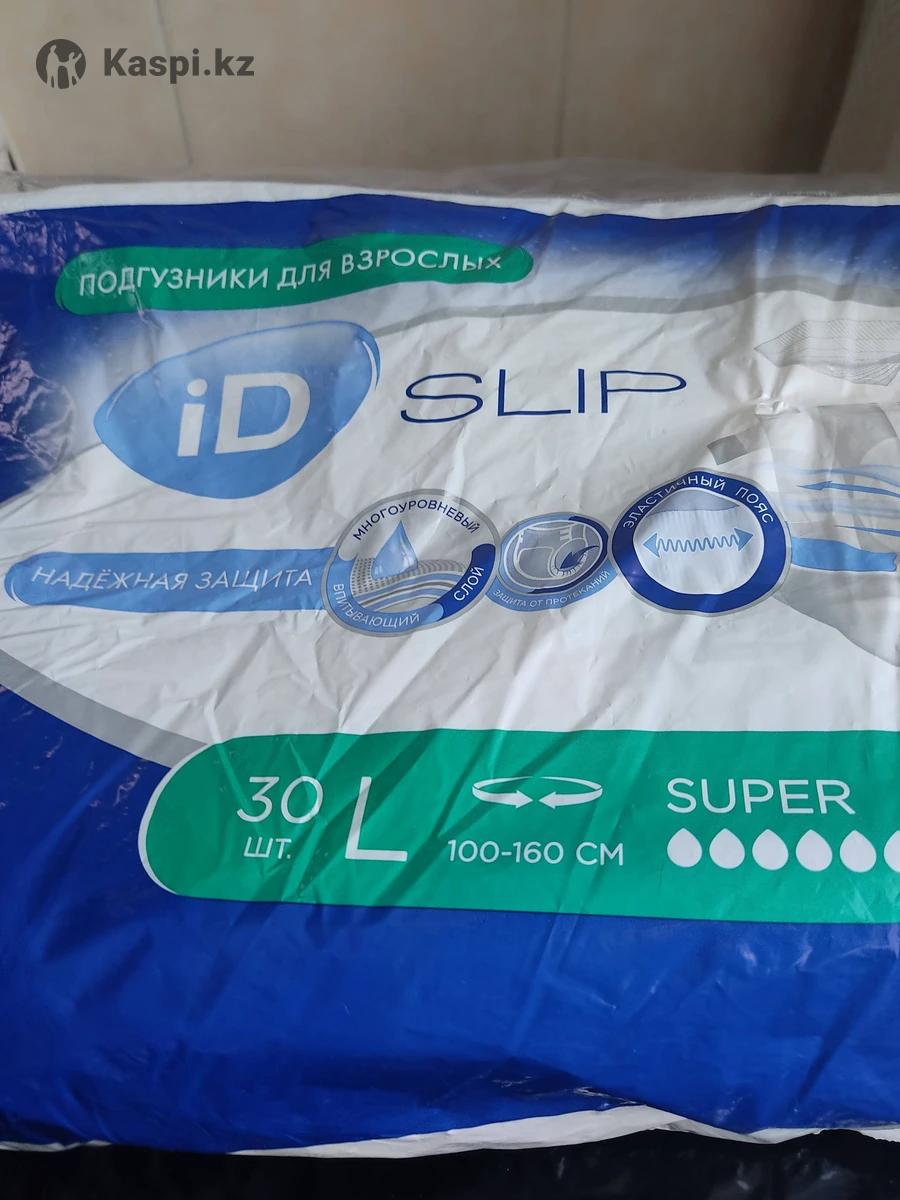 Kaspi.kz
ПОДГУЗНИКИ ДЛЯ ВЗРОСЛЫХ
iD SLIP
НАДЁЖНАЯ ЗАЩИТА
МНОГОУРОВНЕВЫЙ
ВПИТЫВАЮЩИЙ
СЛОЙ
ЗАЩИТА ОТ ПРОТЕКАНИЙ
ЭЛАСТИЧНЫЙ ПОЯС
30 ШТ.
L
100-160 СМ
SUPER